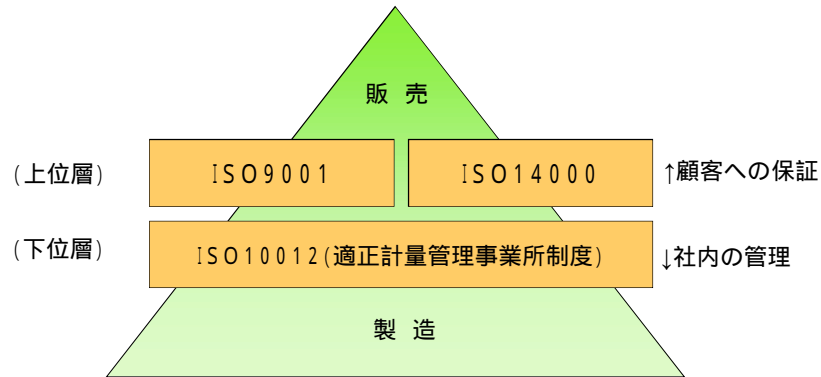 販 売
(上位層) ISO9001 ISO14000 ↑顧客への保証
(下位層) ISO10012(適正計量管理事業所制度) ↓社内の管理
製 造